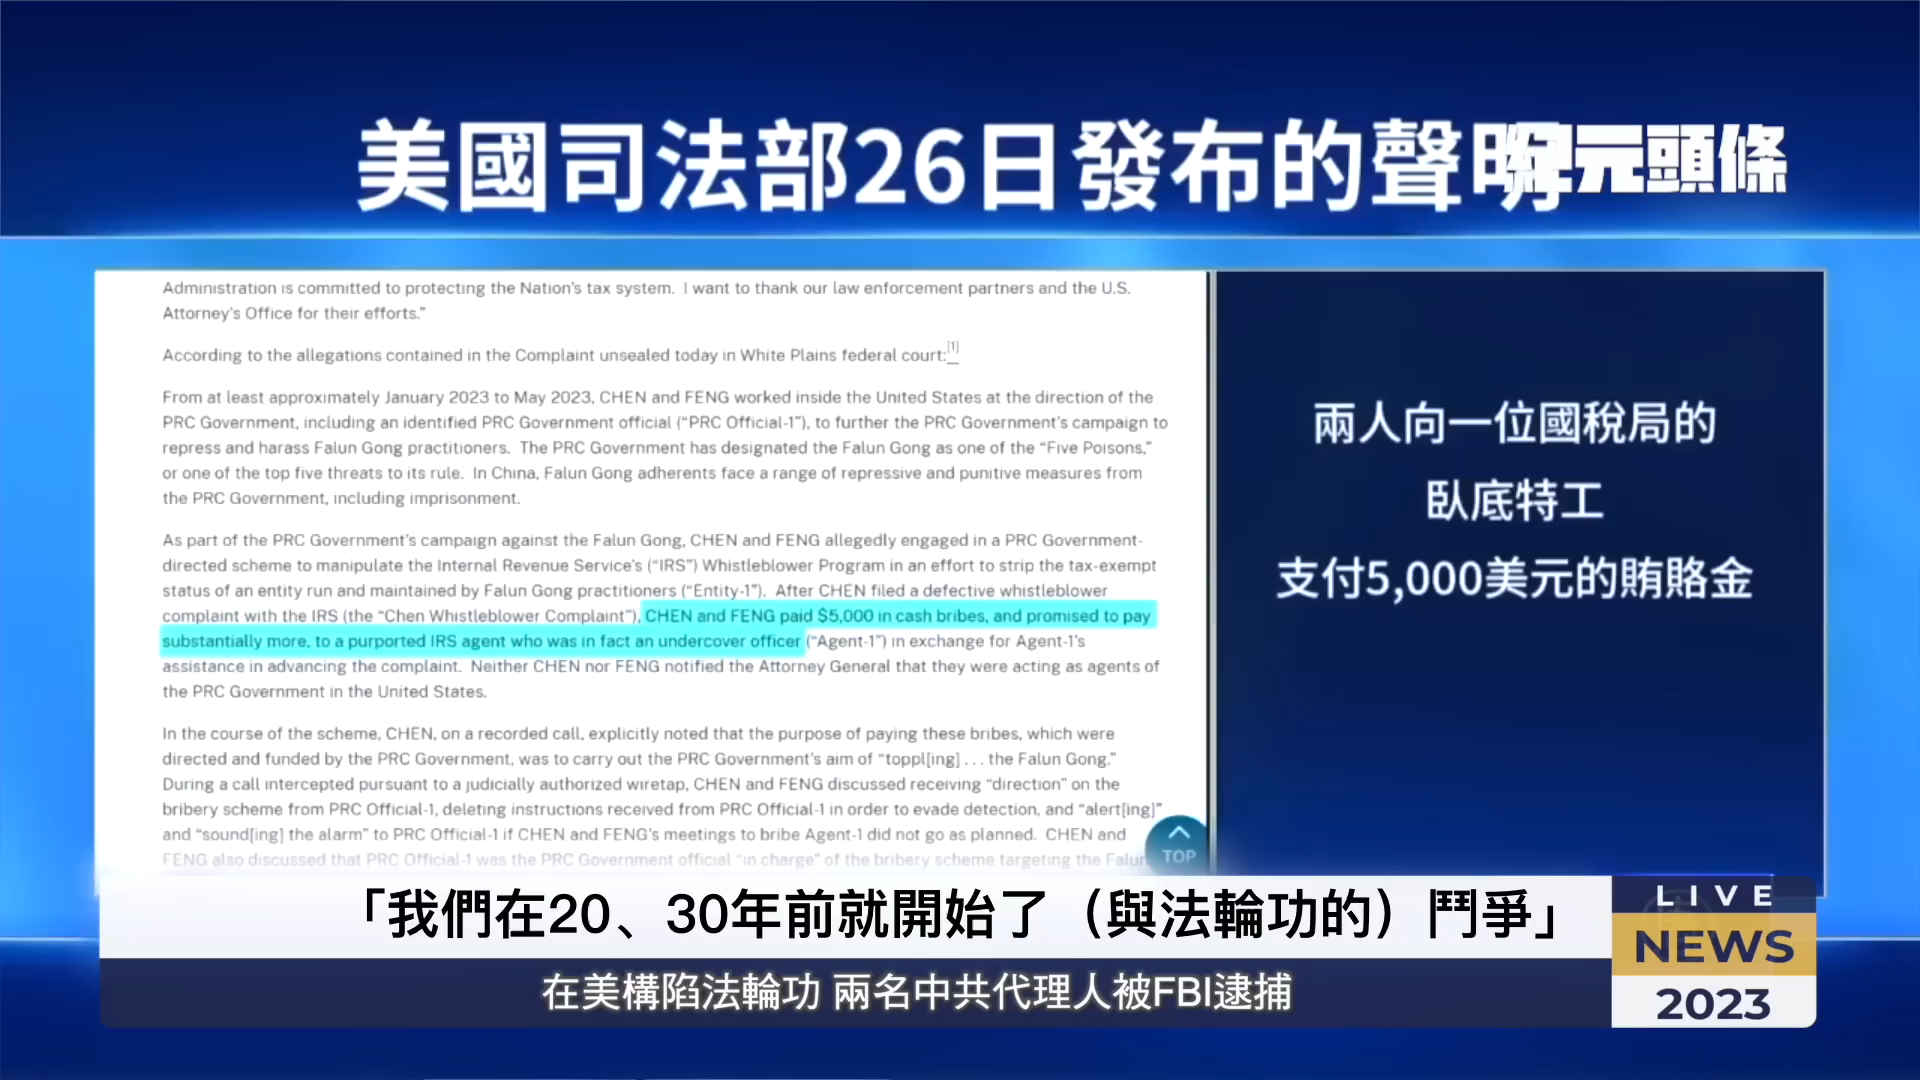 美國司法部26日發布的聲明
元頭條
Administration is committed to protecting the Nation's tax system. I want to thank our law enforcement partners and the U.S.
Attorney's Office for their efforts."
According to the allegations contained in the Complaint unsealed today in White Plains federal court:[1]
From at least approximately January 2023 to May 2023, CHEN and FENG worked inside the United States at the direction of the
PRC Government, including an identified PRC Government official ("PRC Official-1"), to further the PRC Government's campaign to
repress and harass Falun Gong practitioners. The PRC Government has designated the Falun Gong as one of the "Five Poisons,"
or one of the top five threats to its rule. In China, Falun Gong adherents face a range of repressive and punitive measures from
the PRC Government, including imprisonment.
As part of the PRC Government's campaign against the Falun Gong, CHEN and FENG allegedly engaged in a PRC Government-
directed scheme to manipulate the Internal Revenue Service's ("IRS") Whistleblower Program in an effort to strip the tax-exempt
status of an entity run and maintained by Falun Gong practitioners ("Entity-1"). After CHEN filed a defective whistleblower
complaint with the IRS (the "Chen Whistleblower Complaint"), CHEN and FENG paid $5,000 in cash bribes, and promised to pay
substantially more, to a purported IRS agent who was in fact an undercover officer ("Agent-1") in exchange for Agent-1's
assistance in advancing the complaint. Neither CHEN nor FENG notified the Attorney General that they were acting as agents of
the PRC Government in the United States.
In the course of the scheme, CHEN, on a recorded call, explicitly noted that the purpose of paying these bribes, which were
directed and funded by the PRC Government, was to carry out the PRC Government's aim of "toppl[ing] . . . the Falun Gong."
During a call intercepted pursuant to a judicially authorized wiretap, CHEN and FENG discussed receiving "direction" on the
bribery scheme from PRC Official-1, deleting instructions received from PRC Official-1 in order to evade detection, and "alert[ing]"
and "sound[ing] the alarm" to PRC Official-1 if CHEN and FENG's meetings to bribe Agent-1 did not go as planned. CHEN and
FENG also discussed that PRC Official-1 was the PRC Government official "in charge" of the bribery scheme targeting the Falun
TOP
兩人向一位國稅局的
臥底特工
支付5,000美元的賄賂金
「我們在20、30年前就開始了（與法輪功的）鬥爭」
在美構陷法輪功 兩名中共代理人被FBI逮捕
LIVE
NEWS
2023